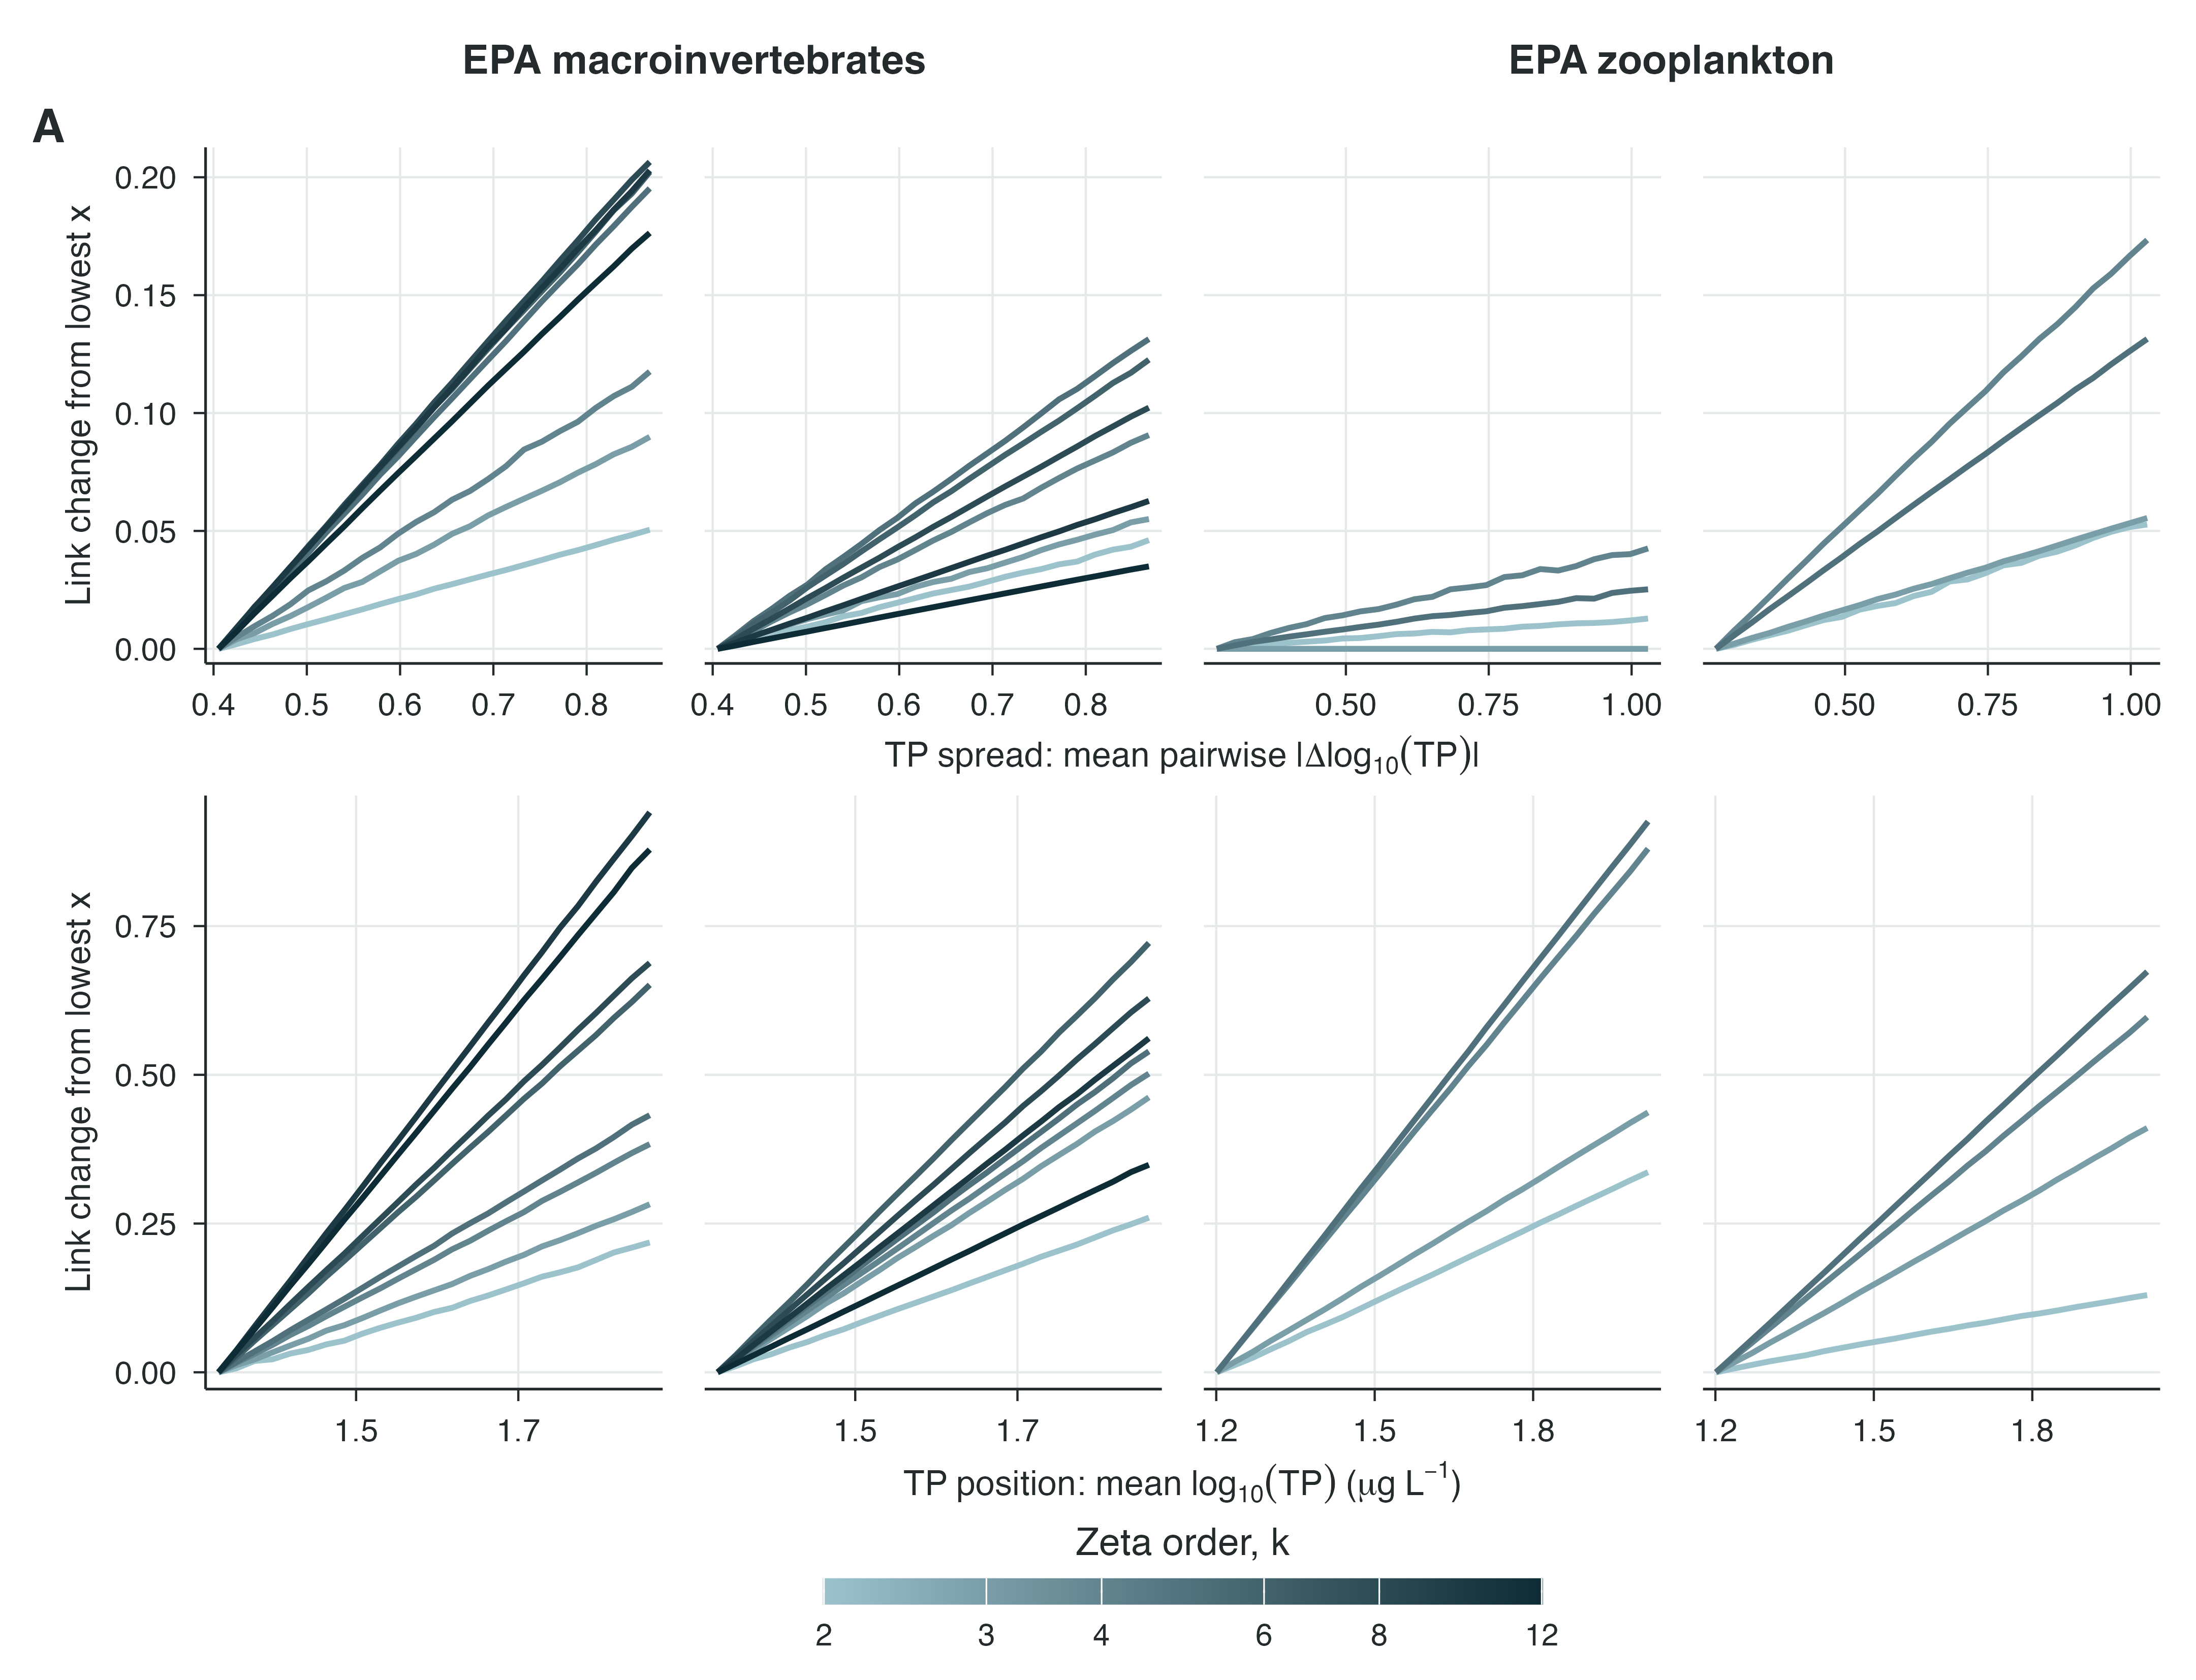 EPA macroinvertebrates EPA zooplankton
A
Link change from lowest x
0.20
0.15
0.10
0.05
0.00
0.4 0.5 0.6 0.7 0.8 0.4 0.5 0.6 0.7 0.8 0.50 0.75 1.00 0.50 0.75 1.00
TP spread: mean pairwise |Δlog₁₀(TP)|
Link change from lowest x
0.75
0.50
0.25
0.00
1.5 1.7 1.5 1.7 1.2 1.5 1.8 1.2 1.5 1.8
TP position: mean log₁₀(TP) (μg L⁻¹)
Zeta order, k
2 3 4 6 8 12